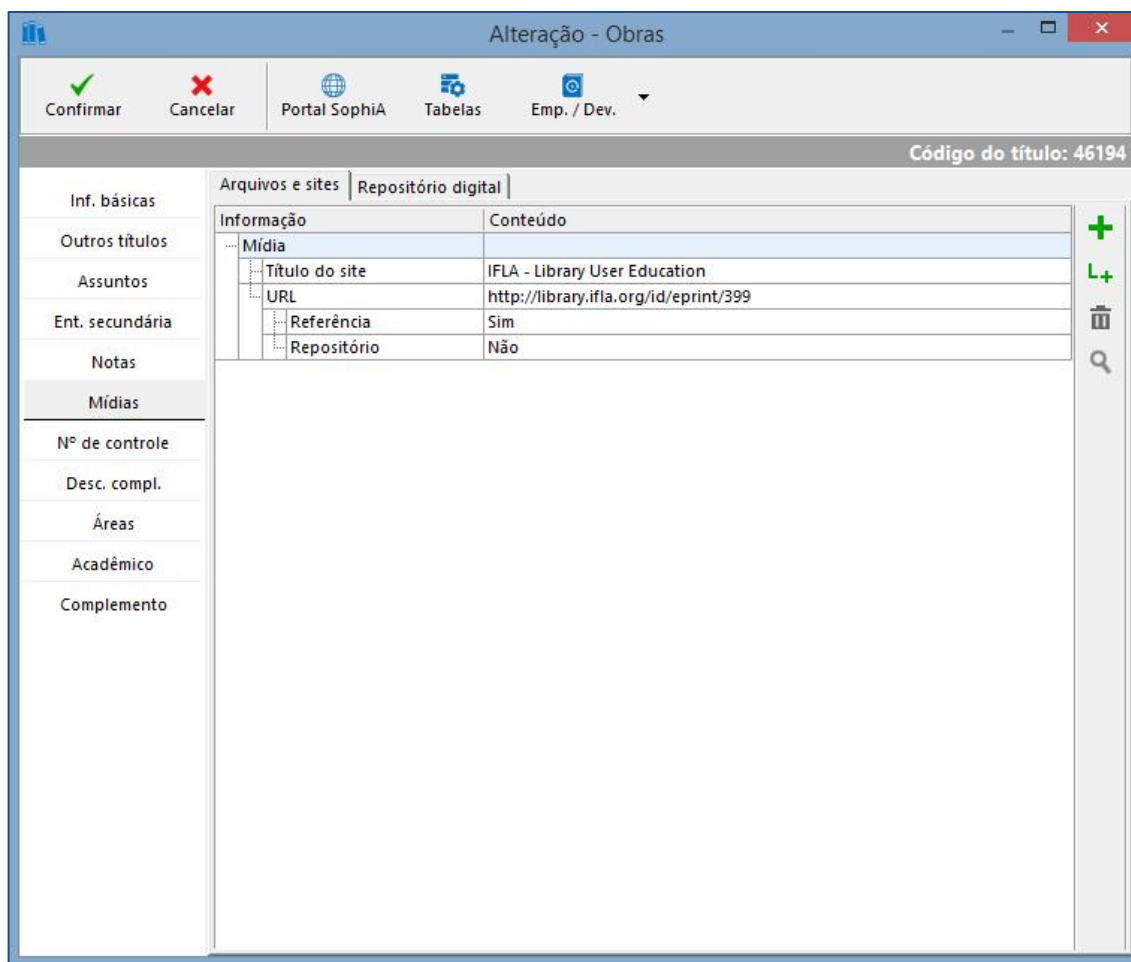 Alteração - Obras
Confirmar Cancelar Portal SophiA Tabelas Emp. / Dev.
Código do título: 46194
Inf. básicas
Outros títulos
Assuntos
Ent. secundária
Notas
Mídias
Nº de controle
Desc. compl.
Áreas
Acadêmico
Complemento
Arquivos e sites Repositório digital
Informação Conteúdo
Mídia
Título do site IFLA - Library User Education
URL http://library.ifla.org/id/eprint/399
Referência Sim
Repositório Não